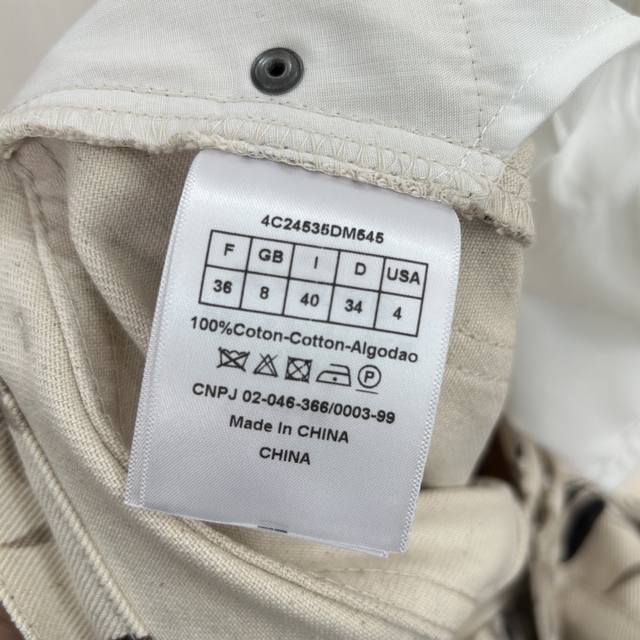 4C24535DM545
F GB I D USA
36 8 40 34 4
100%Coton-Cotton-Algodao
P
CNPJ 02-046-366/0003-99
Made In CHINA
CHINA